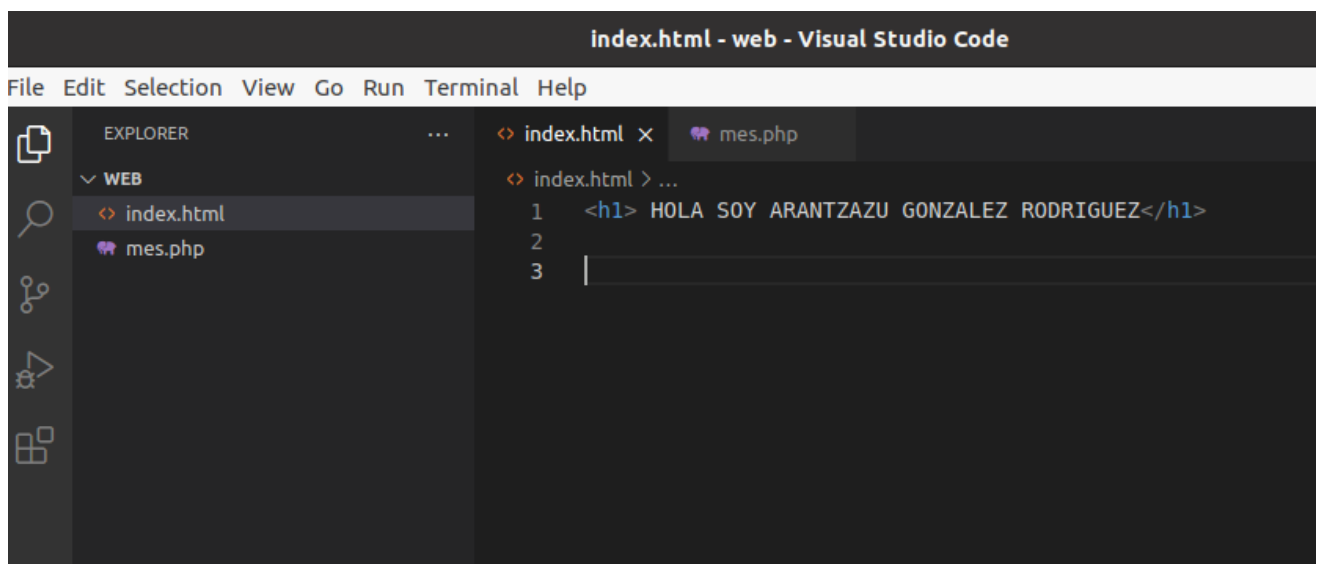 index.html - web - Visual Studio Code
File Edit Selection View Go Run Terminal Help
EXPLORER ... <> index.html × mes.php
WEB
<> index.html > ...
<> index.html
mes.php
1 <h1> HOLA SOY ARANTZAZU GONZALEZ RODRIGUEZ</h1>
2
3